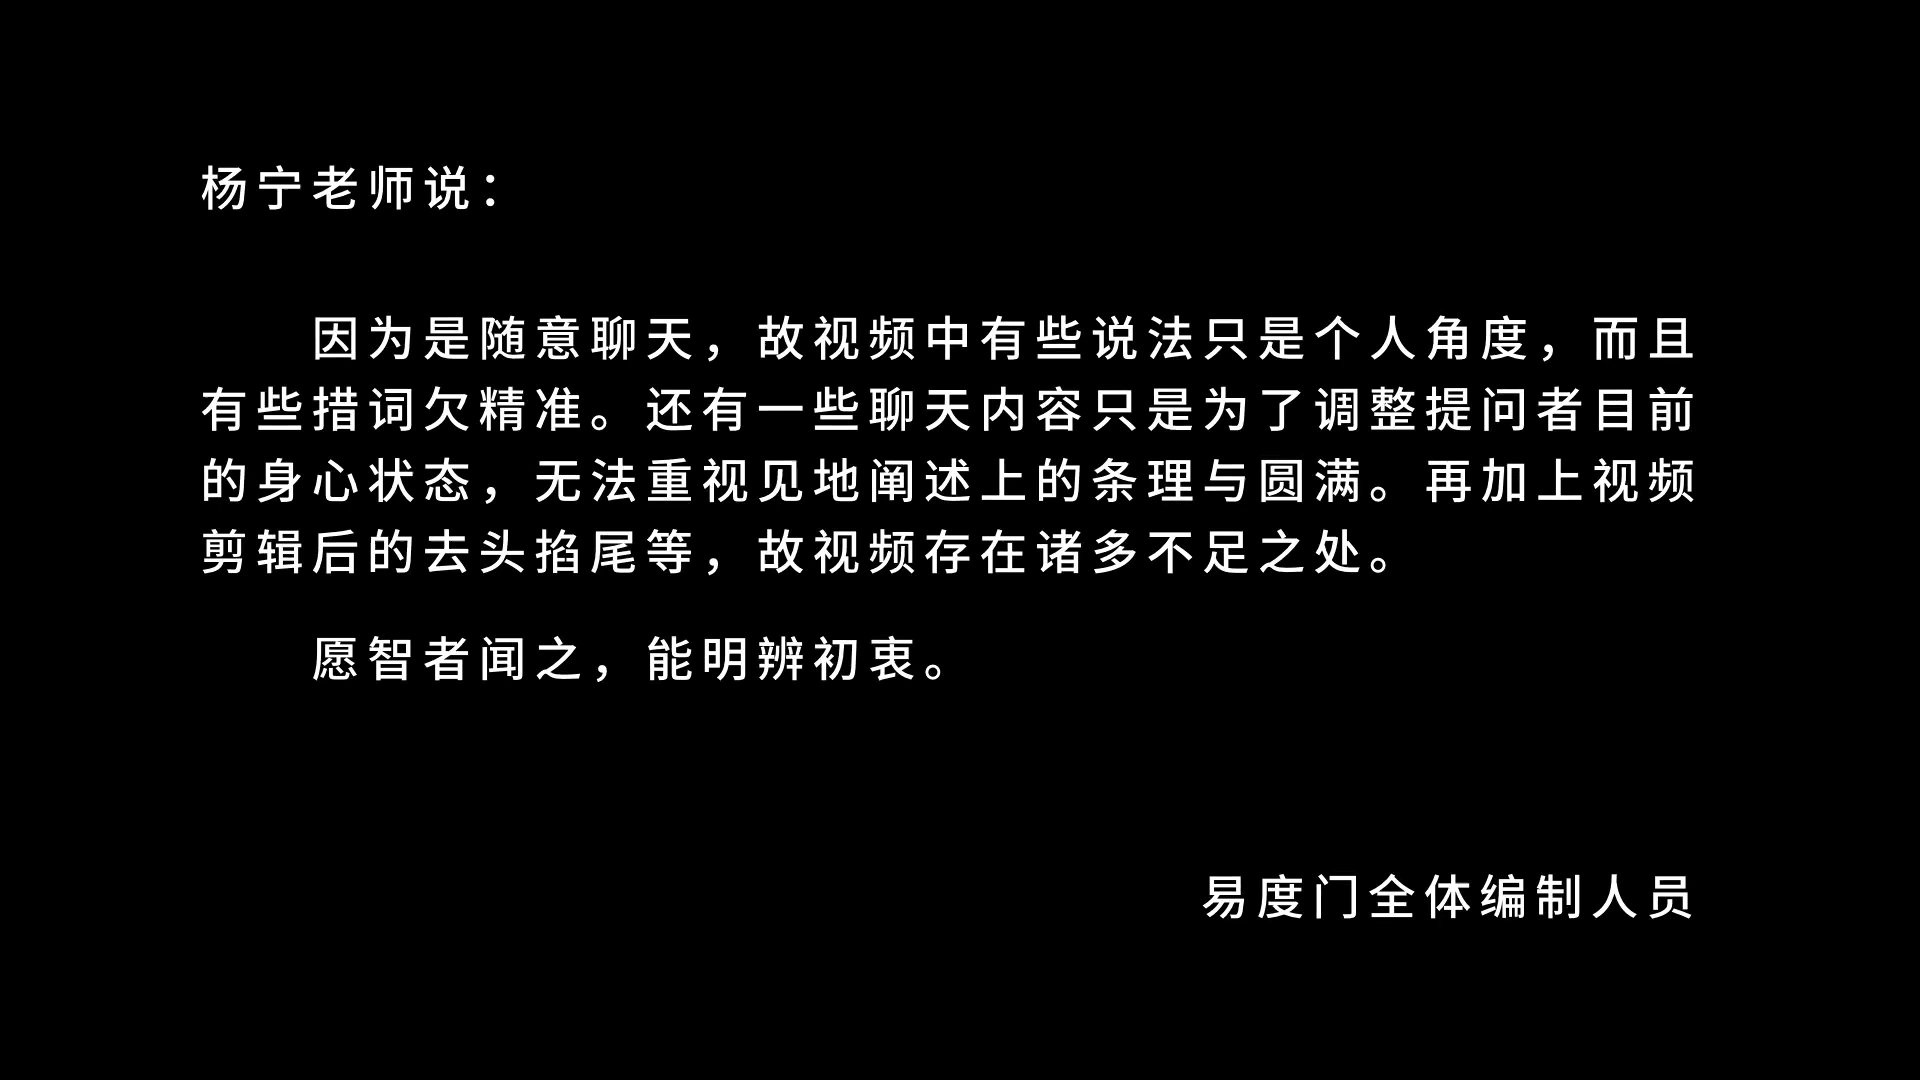 杨宁老师说：
因为是随意聊天，故视频中有些说法只是个人角度，而且
有些措词欠精准。还有一些聊天内容只是为了调整提问者目前
的身心状态，无法重视见地阐述上的条理与圆满。再加上视频
剪辑后的去头掐尾等，故视频存在诸多不足之处。
愿智者闻之，能明辨初衷。
易度门全体编制人员